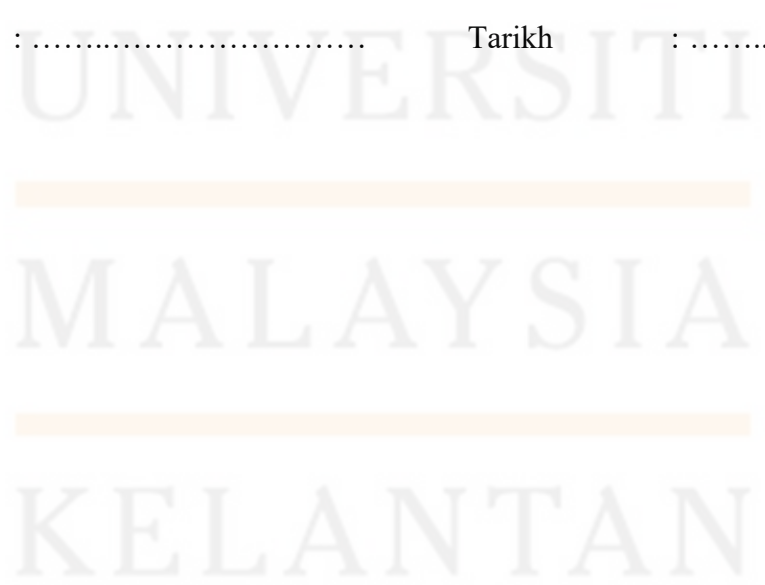 : ……..…………………… Tarikh : ……..
UNIVERSITI
MALAYSIA
KELANTAN